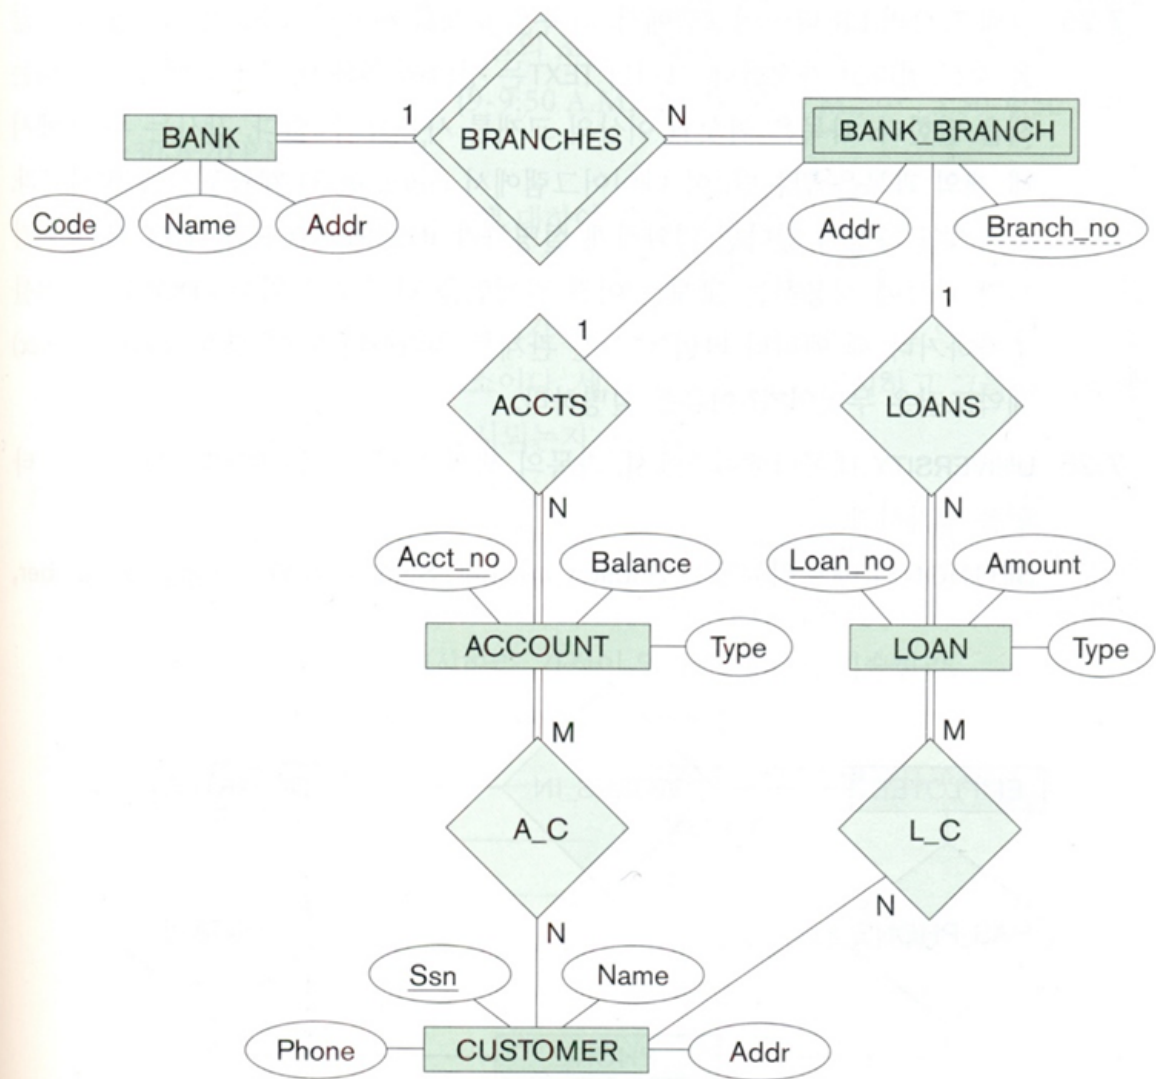 1
N
BANK
BRANCHES
BANK_BRANCH
Code
Name
Addr
Addr
Branch_no
1
1
ACCTS
LOANS
N
N
Acct_no
Balance
Loan_no
Amount
ACCOUNT
Type
LOAN
Type
M
M
A_C
L_C
N
N
Ssn
Name
Phone
CUSTOMER
Addr